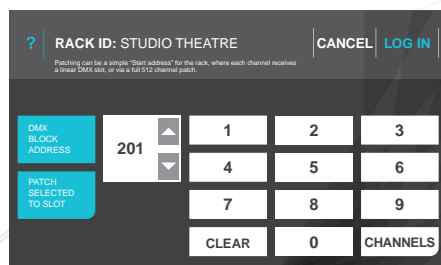 ? RACK ID: STUDIO THEATRE CANCEL LOG IN
Patching can be a simple "Start address" for the rack, where each channel receives
a linear DMX slot, or via a full 512 channel patch.
DMX
BLOCK
ADDRESS
201
PATCH
SELECTED
TO SLOT
1 2 3
4 5 6
7 8 9
CLEAR 0 CHANNELS